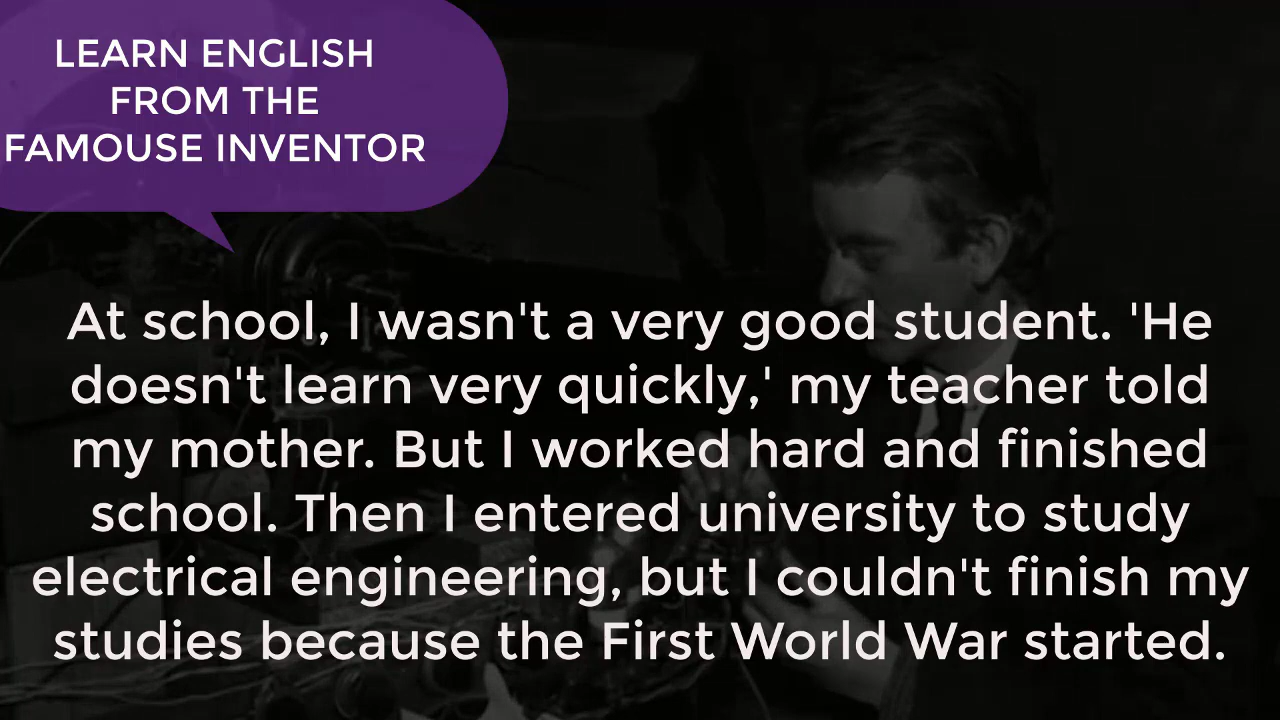 LEARN ENGLISH
FROM THE
FAMOUSE INVENTOR
At school, I wasn't a very good student. 'He
doesn't learn very quickly,' my teacher told
my mother. But I worked hard and finished
school. Then I entered university to study
electrical engineering, but I couldn't finish my
studies because the First World War started.